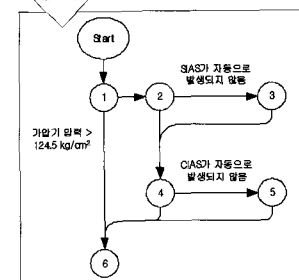 Start
SIAS가 자동으로
발생되지 않음
1
2
3
가압기 압력 >
124.5 kg/cm²
CIAS가 자동으로
발생되지 않음
4
5
6